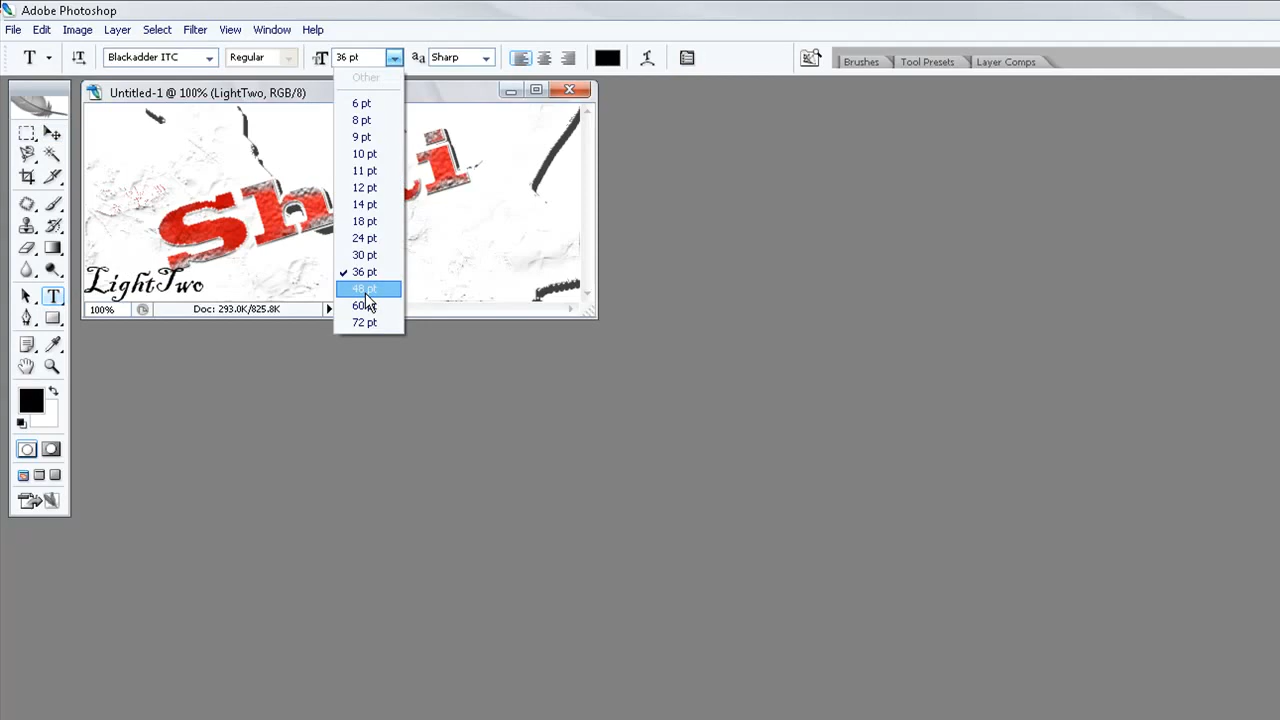 Adobe Photoshop
File Edit Image Layer Select Filter View Window Help
T T Blackadder ITC Regular T 36 pt aa Sharp
Brushes Tool Presets Layer Comps
Other
Untitled-1 @ 100% (LightTwo, RGB/8)
6 pt
8 pt
9 pt
10 pt
11 pt
12 pt
14 pt
18 pt
24 pt
30 pt
36 pt
48 pt
60 pt
72 pt
LightTwo
100% Doc: 293.0K/825.8K
T